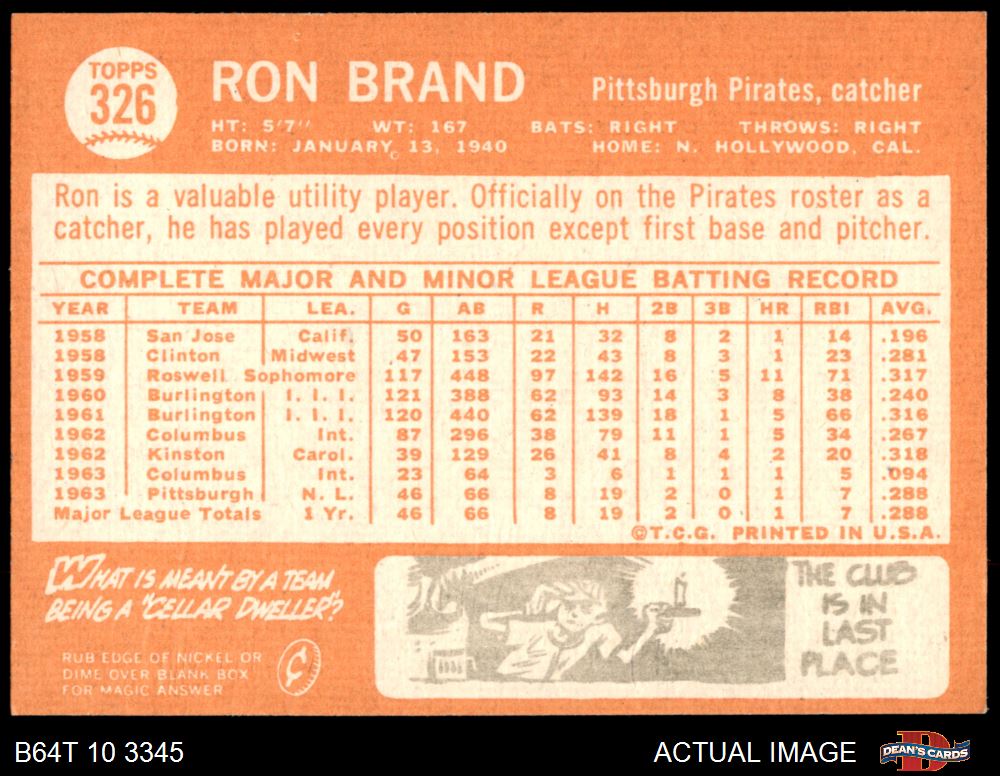 TOPPS
326
RON BRAND
Pittsburgh Pirates, catcher
HT: 5'7" WT: 167 BATS: RIGHT THROWS: RIGHT
BORN: JANUARY 13, 1940 HOME: N. HOLLYWOOD, CAL.
Ron is a valuable utility player. Officially on the Pirates roster as a
catcher, he has played every position except first base and pitcher.
COMPLETE MAJOR AND MINOR LEAGUE BATTING RECORD
YEAR TEAM LEA. G AB R H 2B 3B HR RBI AVG.
1958 San Jose Calif. 50 163 21 32 8 2 1 14 .196
1958 Clinton Midwest 47 153 22 43 8 3 1 23 .281
1959 Roswell Sophomore 117 448 97 142 16 5 11 71 .317
1960 Burlington I. I. I. 121 388 62 93 14 3 8 38 .240
1961 Burlington I. I. I. 120 440 62 139 18 1 5 66 .316
1962 Columbus Int. 87 296 38 79 11 1 5 34 .267
1962 Kinston Carol. 39 129 26 41 8 4 2 20 .318
1963 Columbus Int. 23 64 3 6 1 1 1 5 .094
1963 Pittsburgh N. L. 46 66 8 19 2 0 1 7 .288
Major League Totals 1 Yr. 46 66 8 19 2 0 1 7 .288
©T.C.G. PRINTED IN U.S.A.
WHAT IS MEANT BY A TEAM
BEING A "CELLAR DWELLER"?
RUB EDGE OF NICKEL OR
DIME OVER BLANK BOX
FOR MAGIC ANSWER
THE CLUB
IS IN
LAST
PLACE
B64T 10 3345 ACTUAL IMAGE
DEAN'S CARDS